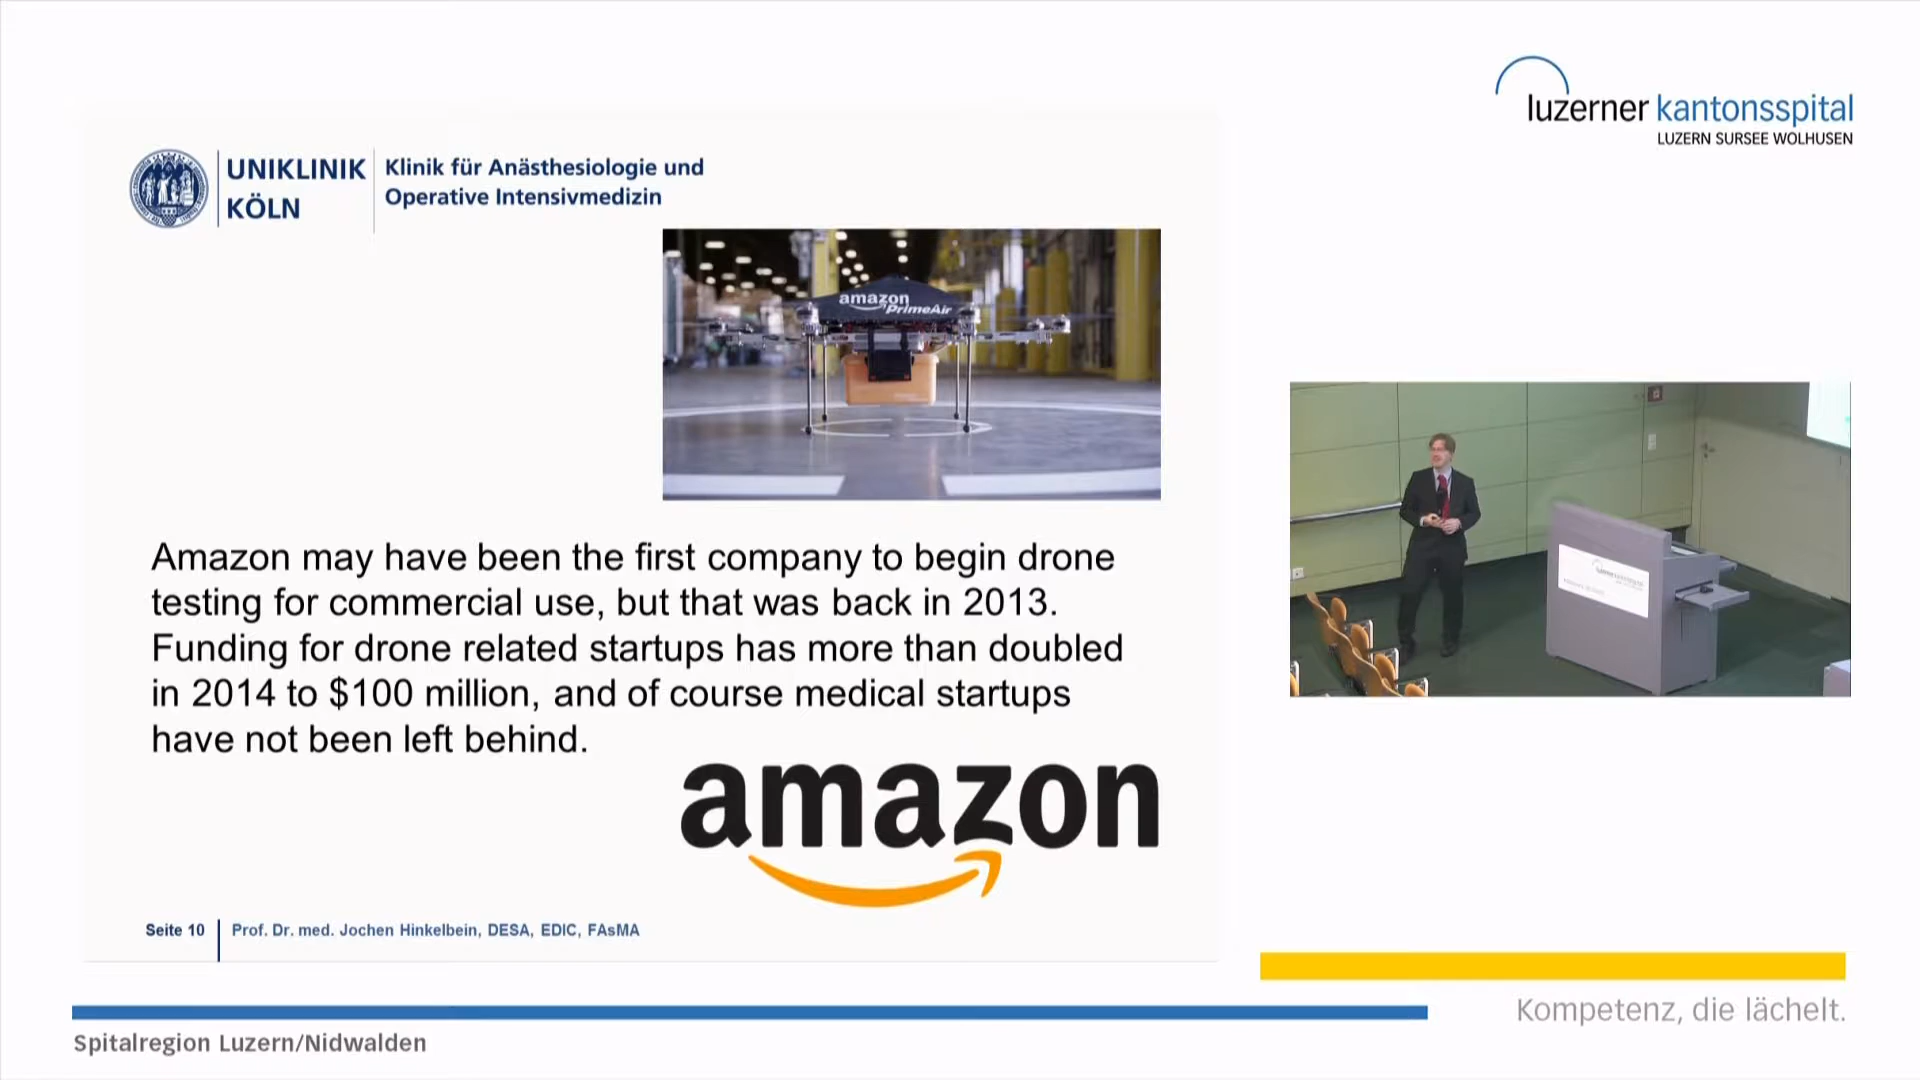 luzerner kantonsspital
LUZERN SURSEE WOLHUSEN
UNIKLINIK
KÖLN
Klinik für Anästhesiologie und
Operative Intensivmedizin
amazon
PrimeAir
Amazon may have been the first company to begin drone
testing for commercial use, but that was back in 2013.
Funding for drone related startups has more than doubled
in 2014 to $100 million, and of course medical startups
have not been left behind.
amazon
Seite 10
Prof. Dr. med. Jochen Hinkelbein, DESA, EDIC, FAsMA
Kompetenz, die lächelt.
Spitalregion Luzern/Nidwalden